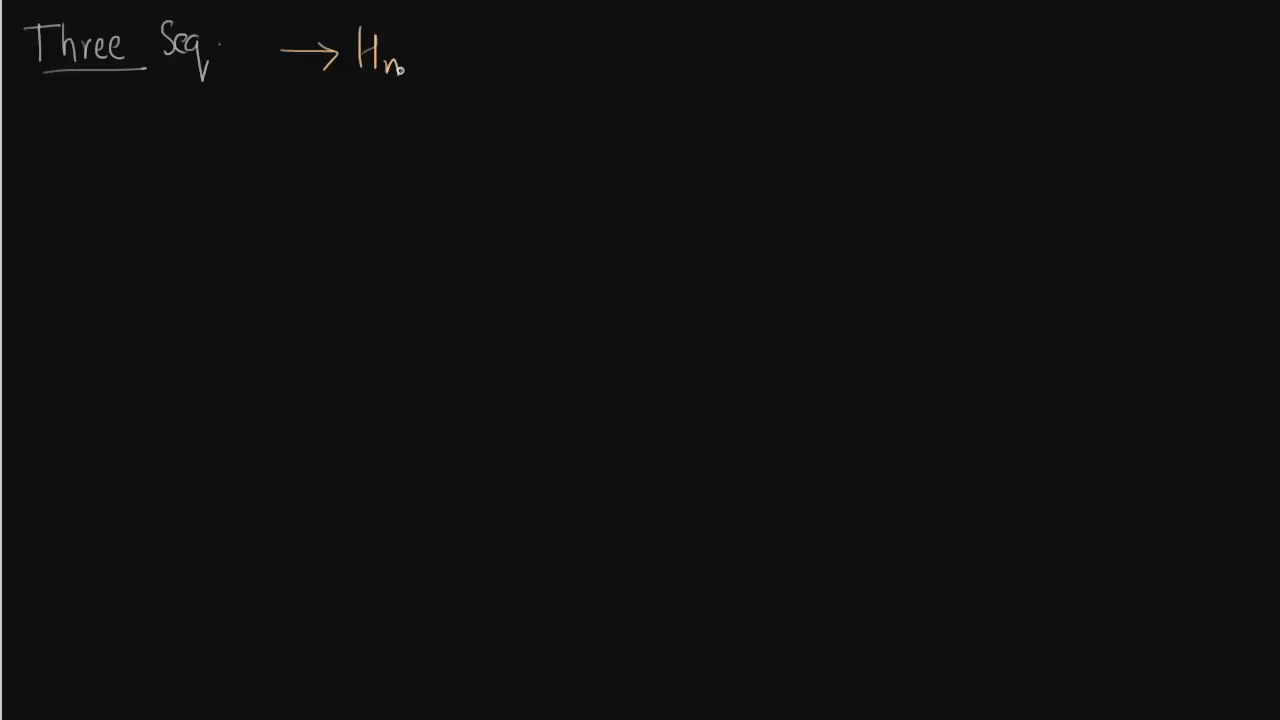 Three Seq. → Hn